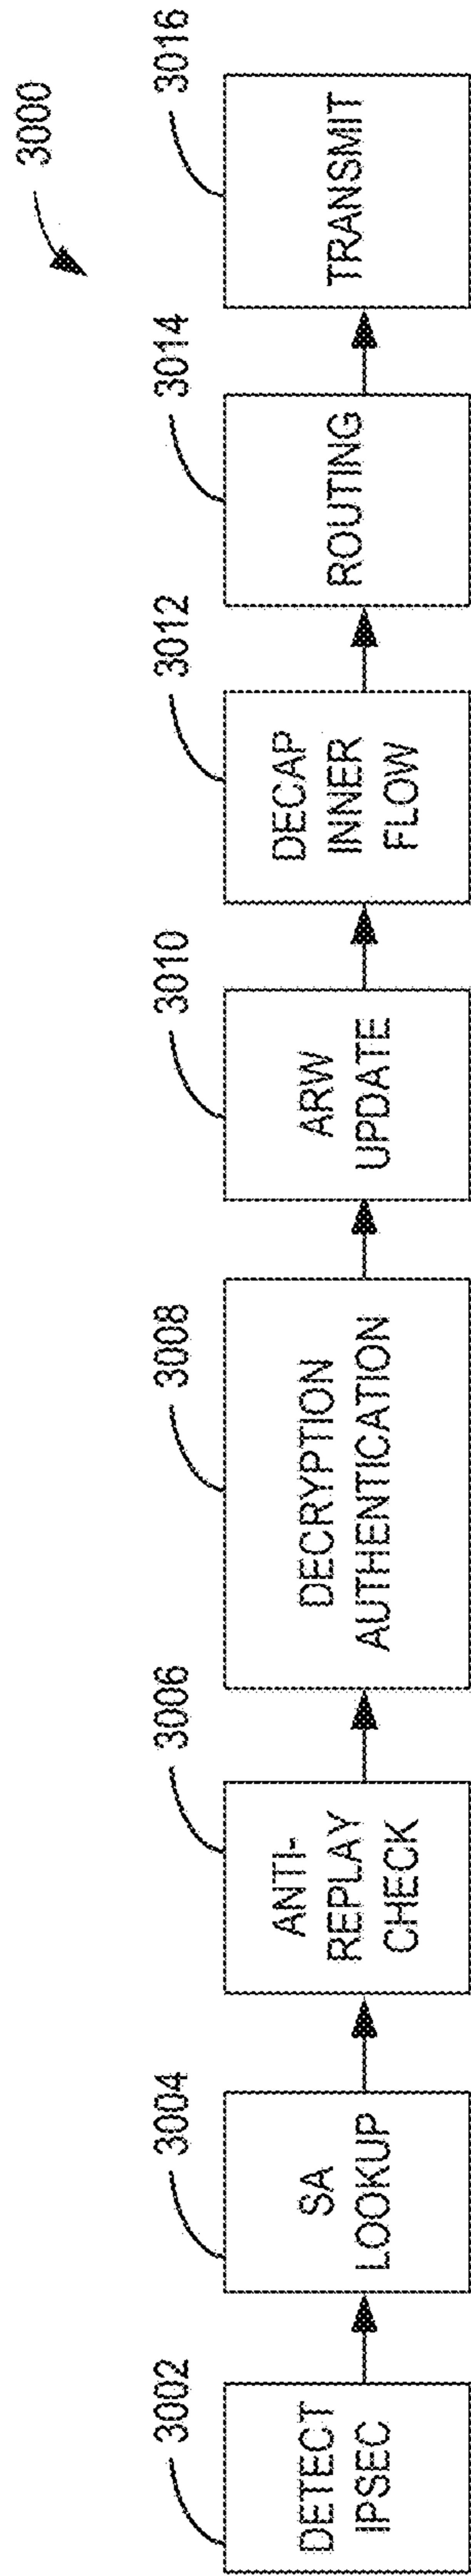 3000
3002
DETECT
IPSEC
3004
SA
LOOKUP
3006
ANTI-
REPLAY
CHECK
3008
DECRYPTION
AUTHENTICATION
3010
ARW
UPDATE
3012
DECAP
INNER
FLOW
3014
ROUTING
3016
TRANSMIT